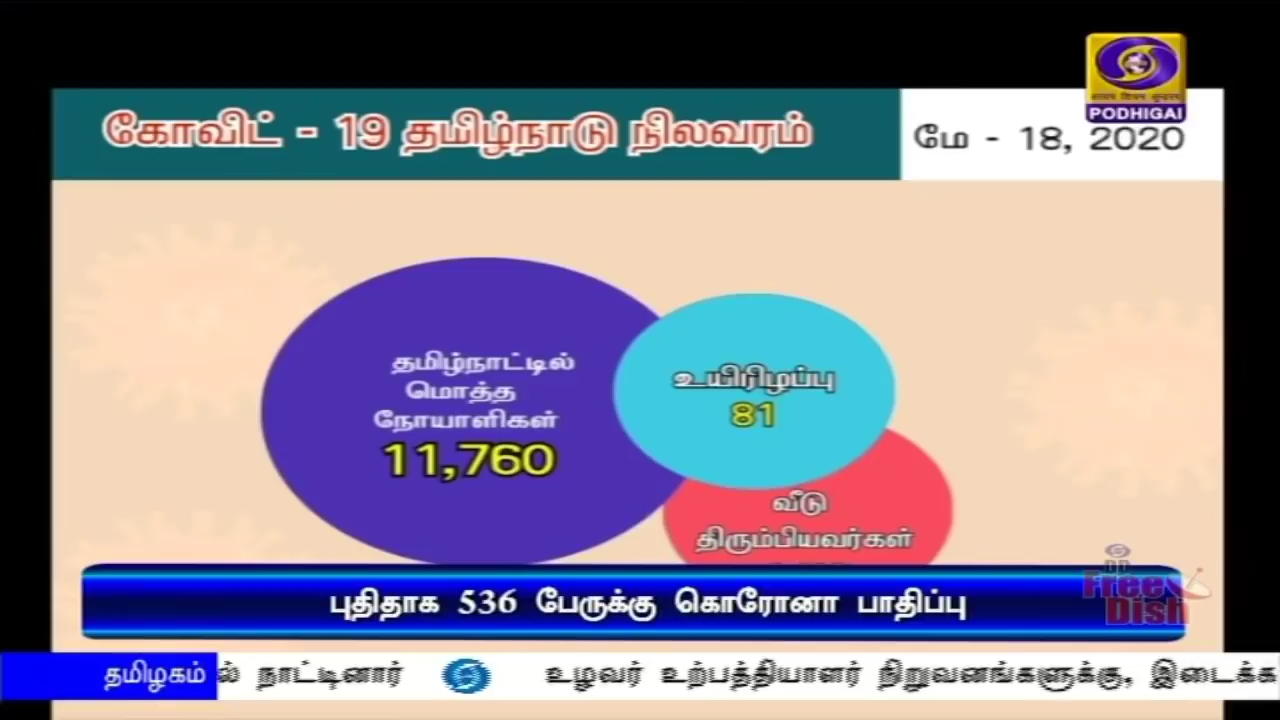 PODHIGAI
கோவிட் - 19 தமிழ்நாடு நிலவரம்
மே - 18, 2020
தமிழ்நாட்டில்
மொத்த
நோயாளிகள்
11,760
உயிரிழப்பு
81
வீடு
திரும்பியவர்கள்
புதிதாக 536 பேருக்கு கொரோனா பாதிப்பு
DD
Free
Dish
தமிழகம்
ல் நாட்டினார்
உழவர் உற்பத்தியாளர் நிறுவனங்களுக்கு, இடைக்க